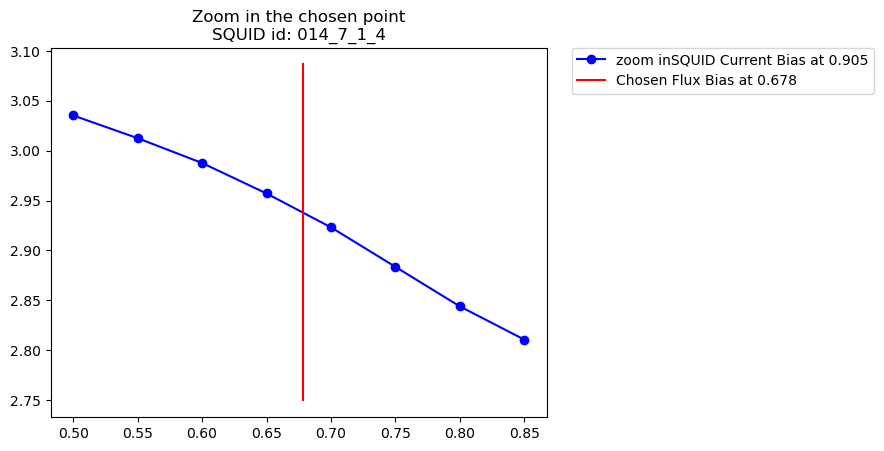 Zoom in the chosen point
SQUID id: 014_7_1_4
3.10
3.05
3.00
2.95
2.90
2.85
2.80
2.75
0.50 0.55 0.60 0.65 0.70 0.75 0.80 0.85
zoom inSQUID Current Bias at 0.905
Chosen Flux Bias at 0.678